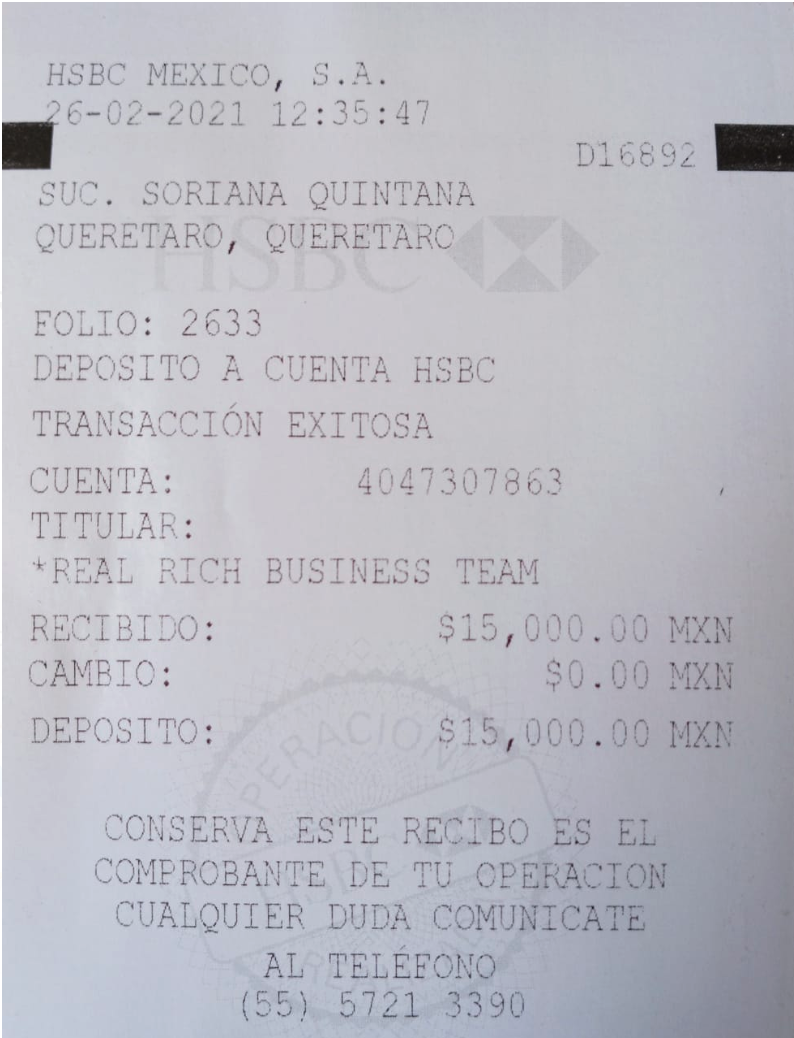 HSBC MEXICO, S.A.
26-02-2021 12:35:47
D16892
SUC. SORIANA QUINTANA
QUERETARO, QUERETARO
HSBC
FOLIO: 2633
DEPOSITO A CUENTA HSBC
TRANSACCIÓN EXITOSA
CUENTA: 4047307863
TITULAR:
*REAL RICH BUSINESS TEAM
RECIBIDO: $15,000.00 MXN
CAMBIO: $0.00 MXN
DEPOSITO: $15,000.00 MXN
OPERACIÓN
HSBC
CONSERVA ESTE RECIBO ES EL
COMPROBANTE DE TU OPERACION
CUALQUIER DUDA COMUNICATE
AL TELÉFONO
(55) 5721 3390